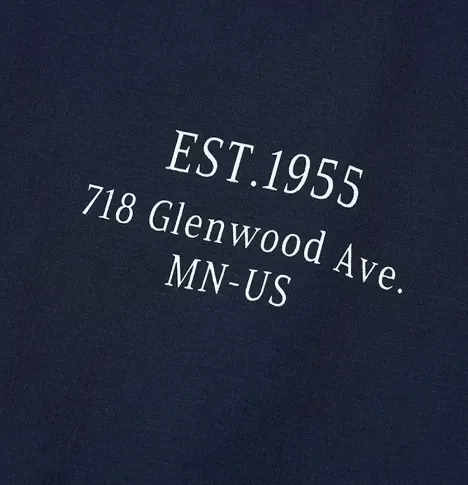 EST.1955
718 Glenwood Ave.
MN-US